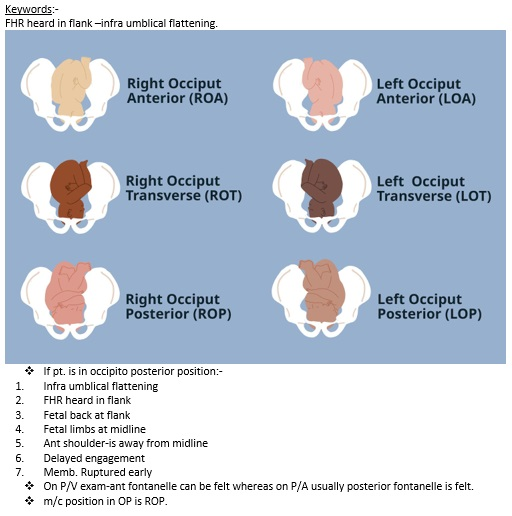 Keywords:-
FHR heard in flank –infra umblical flattening.
Right Occiput
Anterior (ROA)
Left Occiput
Anterior (LOA)
Right Occiput
Transverse (ROT)
Left Occiput
Transverse (LOT)
Right Occiput
Posterior (ROP)
Left Occiput
Posterior (LOP)
❖ If pt. is in occipito posterior position:-
1. Infra umblical flattening
2. FHR heard in flank
3. Fetal back at flank
4. Fetal limbs at midline
5. Ant shoulder-is away from midline
6. Delayed engagement
7. Memb. Ruptured early
❖ On P/V exam-ant fontanelle can be felt whereas on P/A usually posterior fontanelle is felt.
❖ m/c position in OP is ROP.